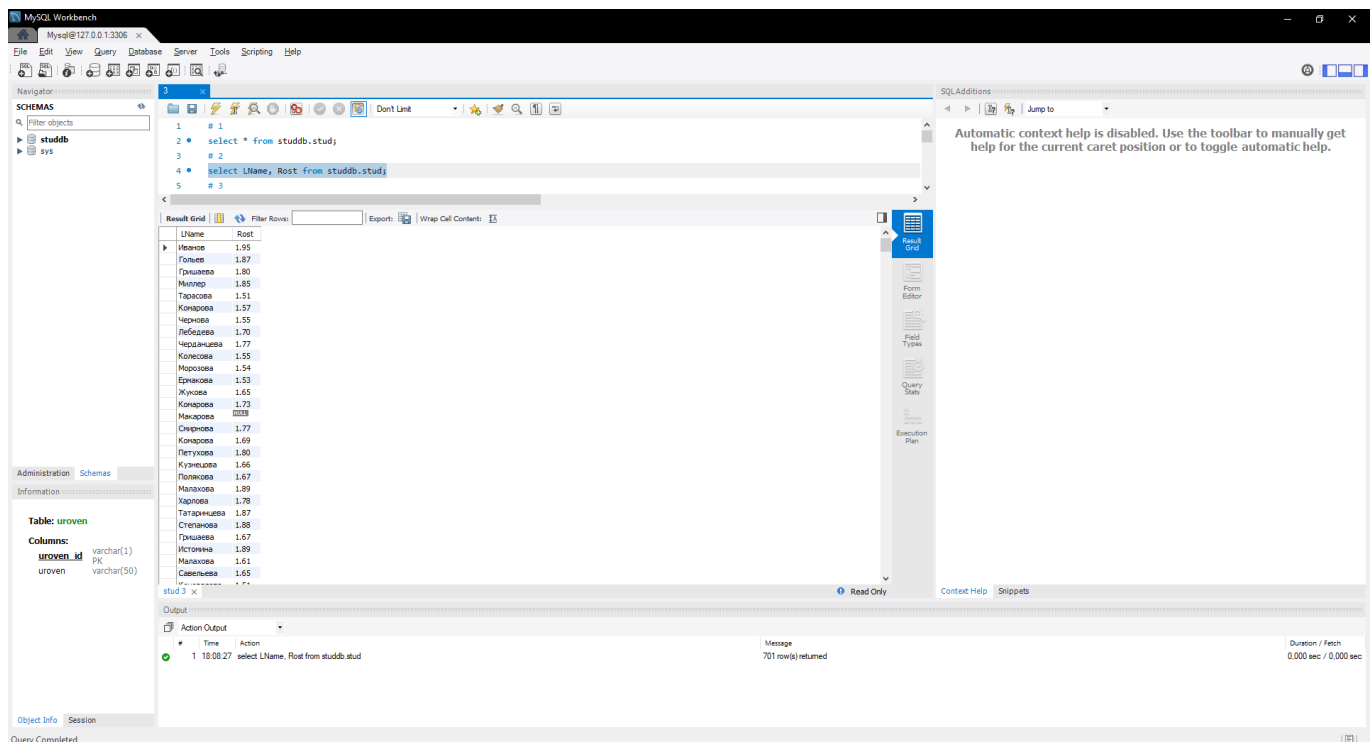 MySQL Workbench
Mysql@127.0.0.1:3306
File Edit View Query Database Server Tools Scripting Help
Navigator
SCHEMAS
Filter objects
studdb
sys
Administration Schemas
Information
Table: uroven
Columns:
uroven_id varchar(1) PK
uroven varchar(50)
Object Info Session
Query Completed
3
Don't Limit
1 # 1
2 select * from studdb.stud;
3 # 2
4 select LName, Rost from studdb.stud;
5 # 3
Result Grid Filter Rows: Export: Wrap Cell Content:
LName Rost
Иванов 1.95
Гольев 1.87
Гришаева 1.80
Миллер 1.85
Тарасова 1.51
Конарова 1.57
Чернова 1.55
Лебедева 1.70
Черданцева 1.77
Колесова 1.55
Морозова 1.54
Ермакова 1.53
Жукова 1.65
Комарова 1.73
Макарова NULL
Смирнова 1.77
Комарова 1.69
Петухова 1.80
Кузнецова 1.66
Полякова 1.67
Малахова 1.89
Харлова 1.78
Татаринцева 1.87
Степанова 1.88
Гришаева 1.67
Истомина 1.89
Малахова 1.61
Савельева 1.65
Result Grid
Form Editor
Field Types
Query Stats
Execution Plan
stud 3
Read Only
SQLAdditions
Jump to
Automatic context help is disabled. Use the toolbar to manually get
help for the current caret position or to toggle automatic help.
Context Help Snippets
Output
Action Output
# Time Action Message Duration / Fetch
1 18:08:27 select LName, Rost from studdb.stud 701 row(s) returned 0,000 sec / 0,000 sec